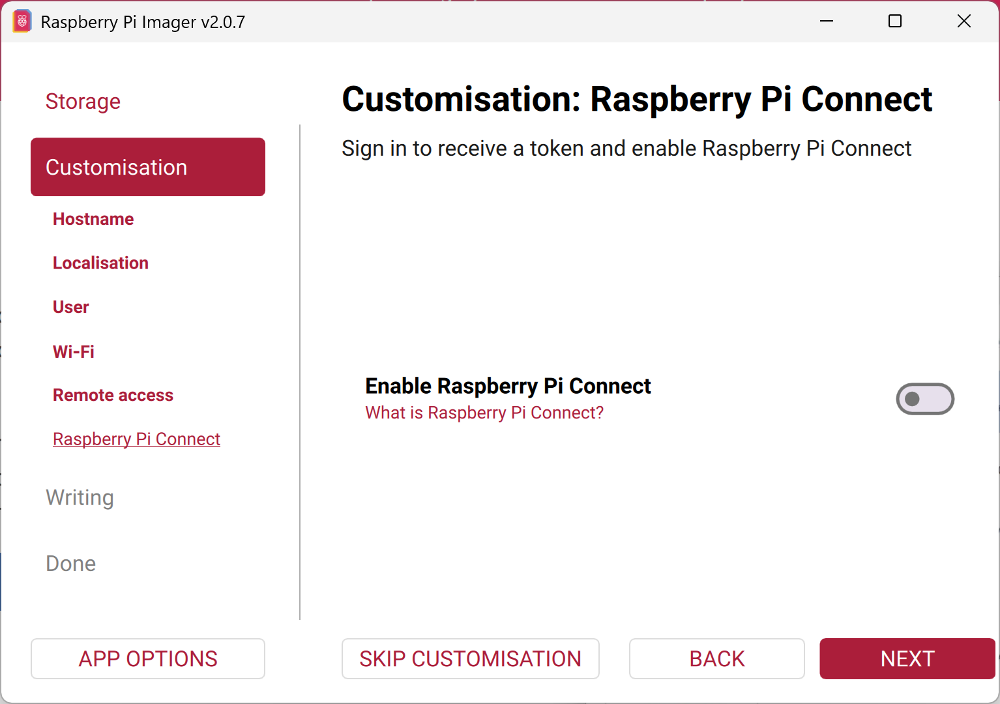 Raspberry Pi Imager v2.0.7
Storage
Customisation
Hostname
Localisation
User
Wi-Fi
Remote access
Raspberry Pi Connect
Writing
Done
APP OPTIONS
Customisation: Raspberry Pi Connect
Sign in to receive a token and enable Raspberry Pi Connect
Enable Raspberry Pi Connect
What is Raspberry Pi Connect?
SKIP CUSTOMISATION
BACK
NEXT